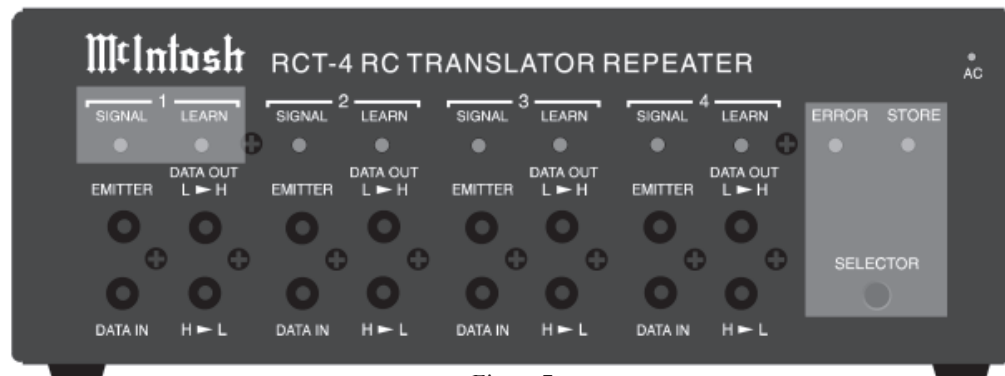 McIntosh RCT-4 RC TRANSLATOR REPEATER
AC
1 2 3 4
SIGNAL LEARN SIGNAL LEARN SIGNAL LEARN SIGNAL LEARN ERROR STORE
EMITTER DATA OUT L ► H EMITTER DATA OUT L ► H EMITTER DATA OUT L ► H EMITTER DATA OUT L ► H
SELECTOR
DATA IN H ► L DATA IN H ► L DATA IN H ► L DATA IN H ► L